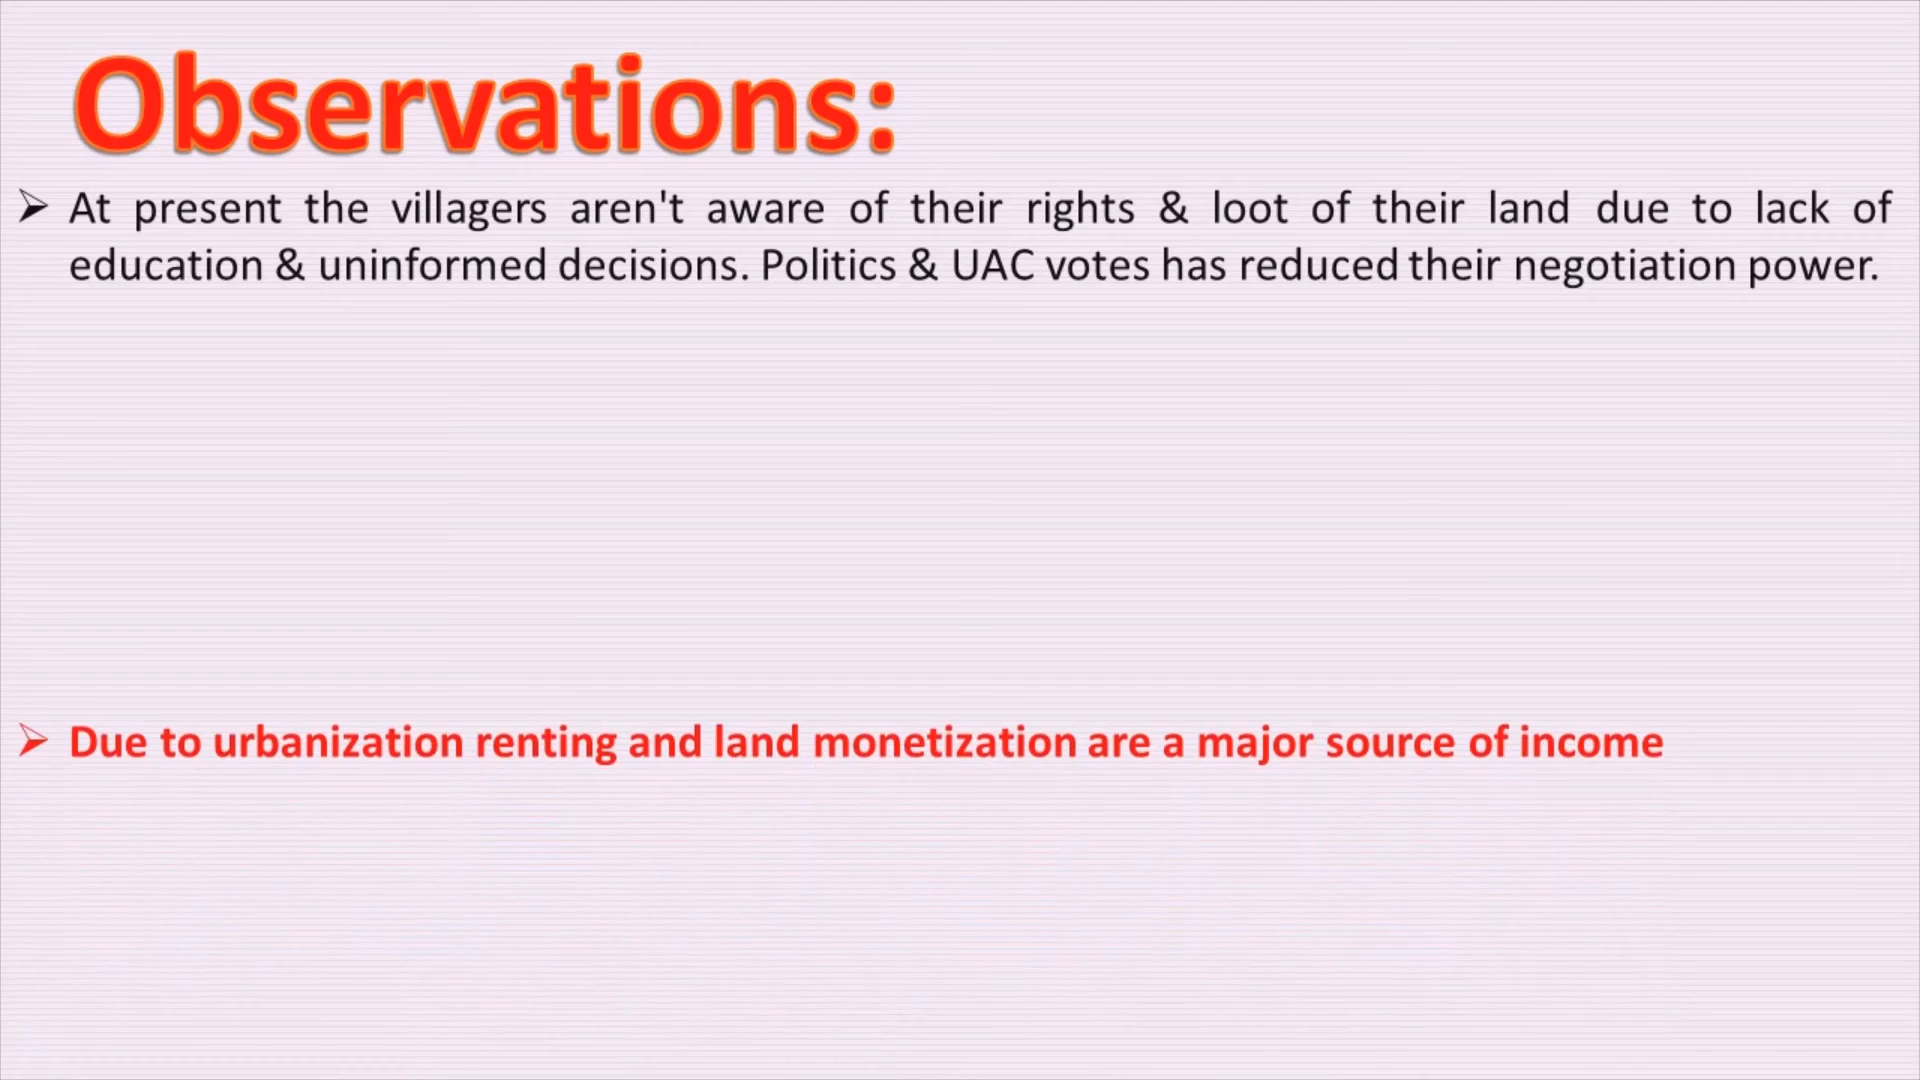 Observations:
➢ At present the villagers aren't aware of their rights & loot of their land due to lack of
education & uninformed decisions. Politics & UAC votes has reduced their negotiation power.
➢ Due to urbanization renting and land monetization are a major source of income